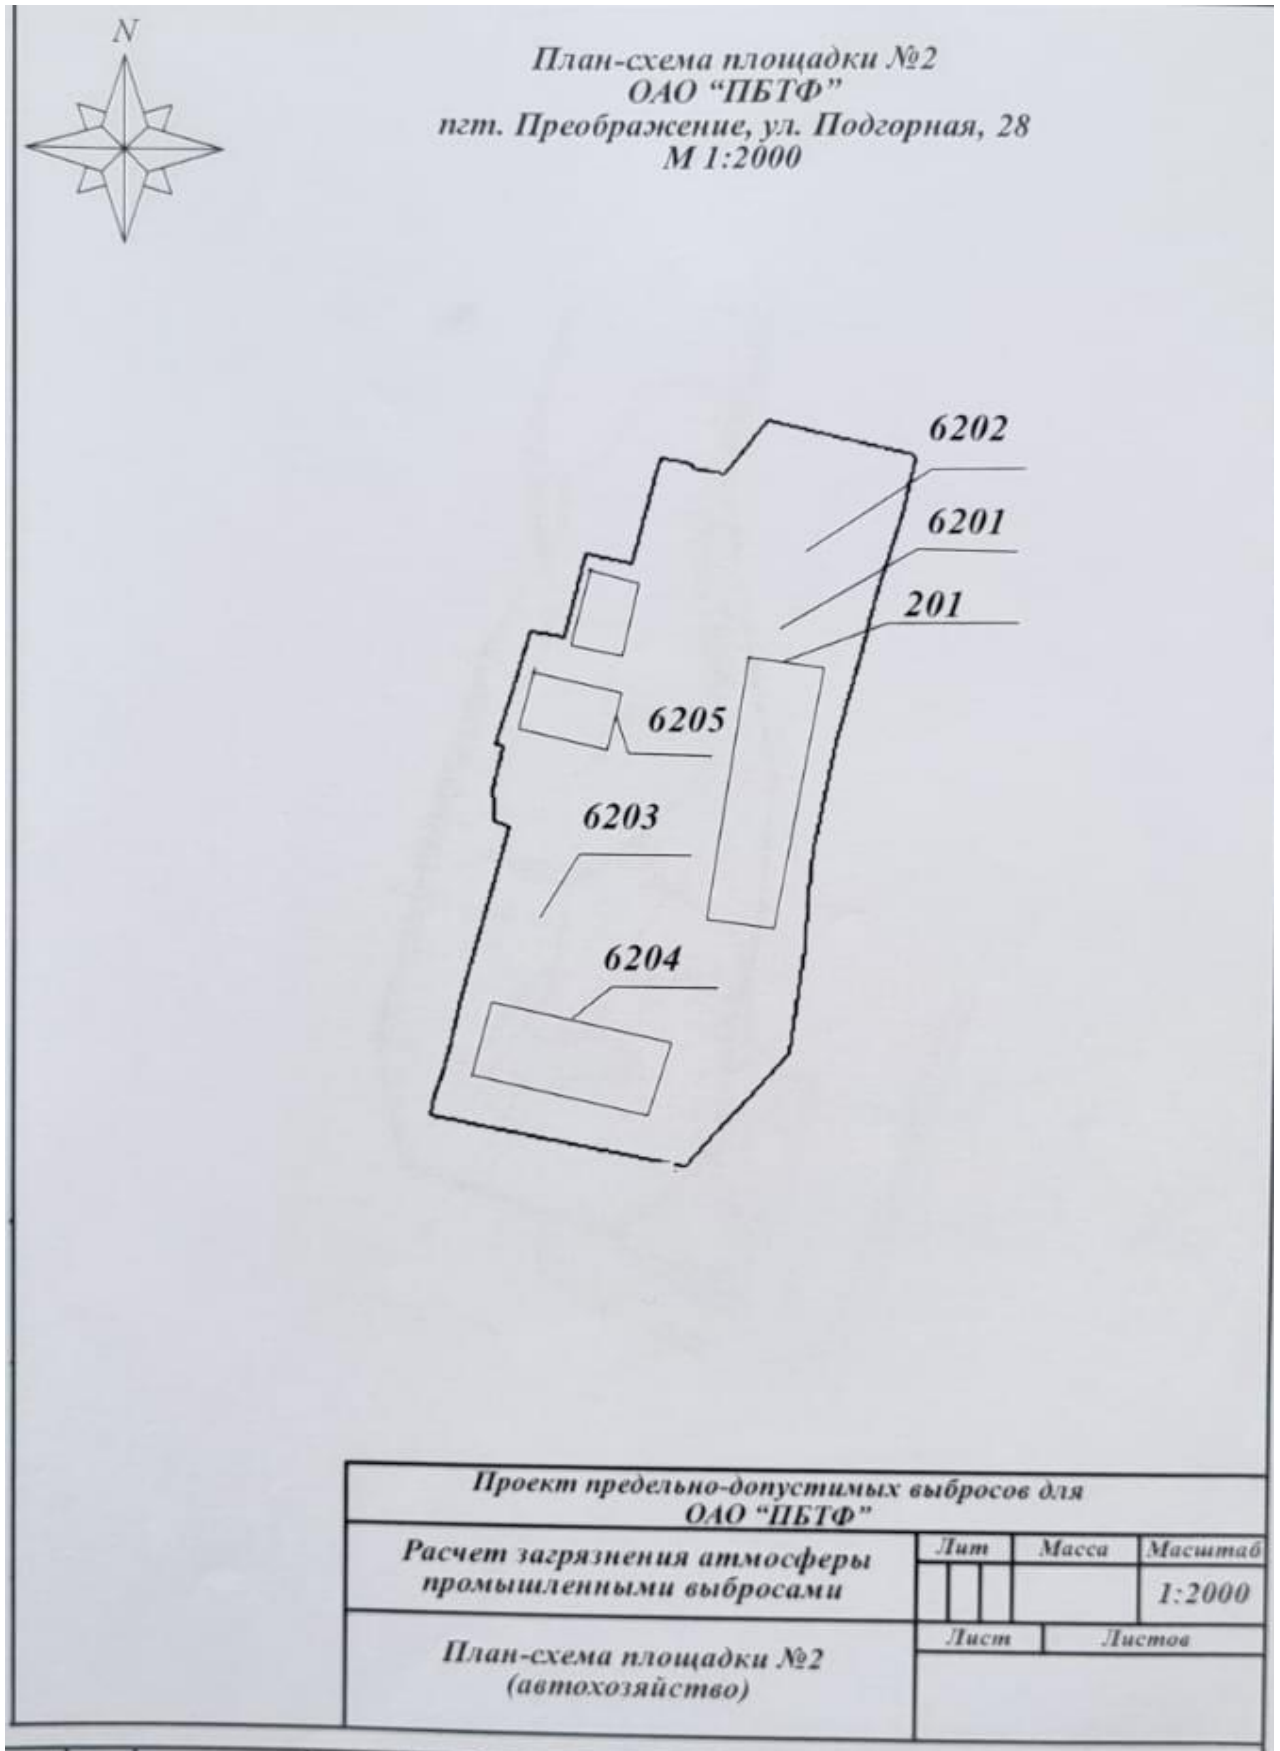 N
План-схема площадки №2
ОАО “ПБТФ”
пгт. Преображение, ул. Подгорная, 28
М 1:2000
6202
6201
201
6205
6203
6204
Проект предельно-допустимых выбросов для
ОАО “ПБТФ”
Расчет загрязнения атмосферы
промышленными выбросами
Лит Масса Масштаб
1:2000
Лист Листов
План-схема площадки №2
(автохозяйство)